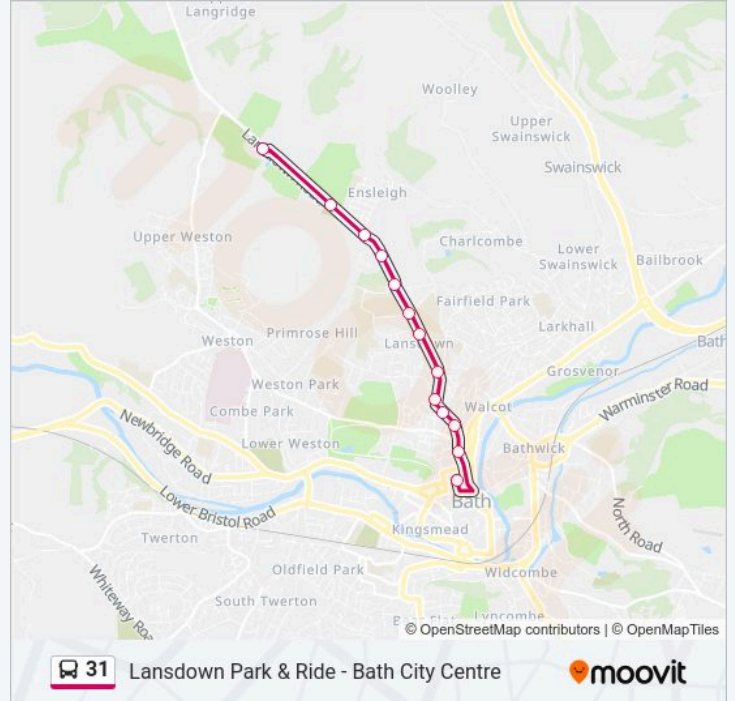 Upper
Langridge
Woolley
Upper
Swainswick
Swainswick
Ensleigh
Upper Weston
Charlcombe
Lower
Swainswick
Bailbrook
Fairfield Park
Larkhall
Primrose Hill
Weston
Lansdown
Bath
Grosvenor
Weston Park
Warminster Road
Combe Park
Walcot
Newbridge Road
Lower Weston
Bathwick
Bath
Lower Bristol Road
North Road
Kingsmead
Twerton
Oldfield Park
Widcombe
Whiteway Roa
South Twerton
Lyncombe
© OpenStreetMap contributors | © OpenMapTiles
31 Lansdown Park & Ride - Bath City Centre
moovit